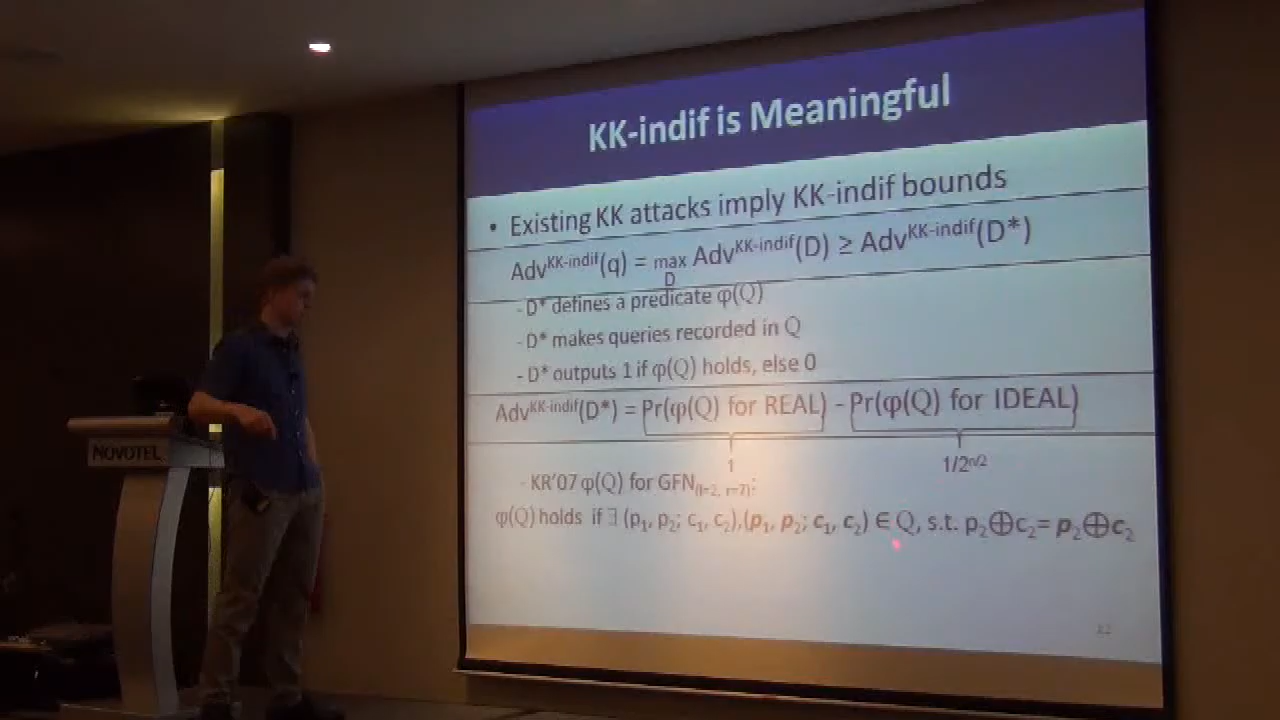 KK-indif is Meaningful
• Existing KK attacks imply KK-indif bounds
Adv^KK-indif(q) = max_D Adv^KK-indif(D) ≥ Adv^KK-indif(D*)
- D* defines a predicate φ(Q)
- D* makes queries recorded in Q
- D* outputs 1 if φ(Q) holds, else 0
Adv^KK-indif(D*) = Pr(φ(Q) for REAL) - Pr(φ(Q) for IDEAL)
1 1/2^n/2
- KR'07 φ(Q) for GFN_(l=2, r=7):
φ(Q) holds if ∃ (p₁, p₂; c₁, c₂),(p₁, p₂; c₁, c₂) ∈ Q, s.t. p₂⊕c₂= p₂⊕c₂
NOVOTEL